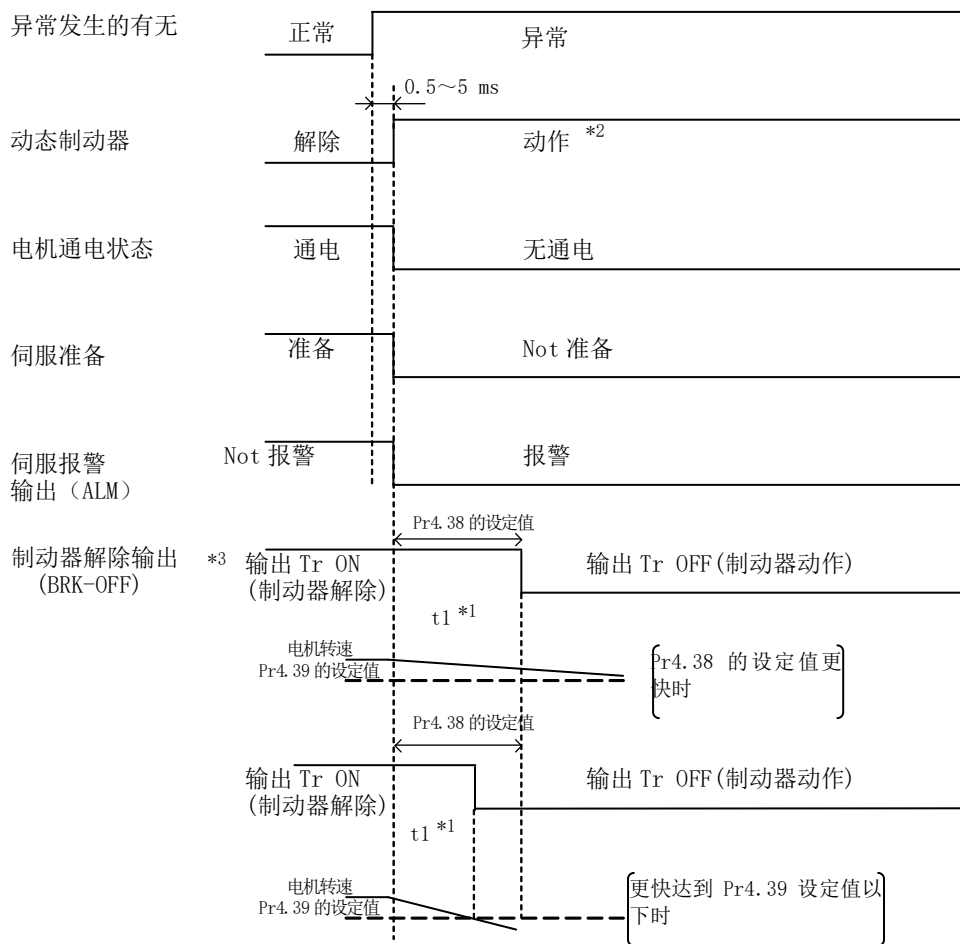 异常发生的有无 正常 异常
0.5～5 ms
动态制动器 解除 动作 *2
电机通电状态 通电 无通电
伺服准备 准备 Not 准备
伺服报警 Not 报警 报警
输出（ALM）
Pr4.38 的设定值
制动器解除输出 *3 输出 Tr ON 输出 Tr OFF(制动器动作)
(BRK-OFF) (制动器解除)
t1 *1
电机转速
Pr4.39 的设定值
Pr4.38 的设定值更
快时
Pr4.38 的设定值
输出 Tr ON 输出 Tr OFF(制动器动作)
(制动器解除)
t1 *1
电机转速
Pr4.39 的设定值
更快达到 Pr4.39 设定值以
下时